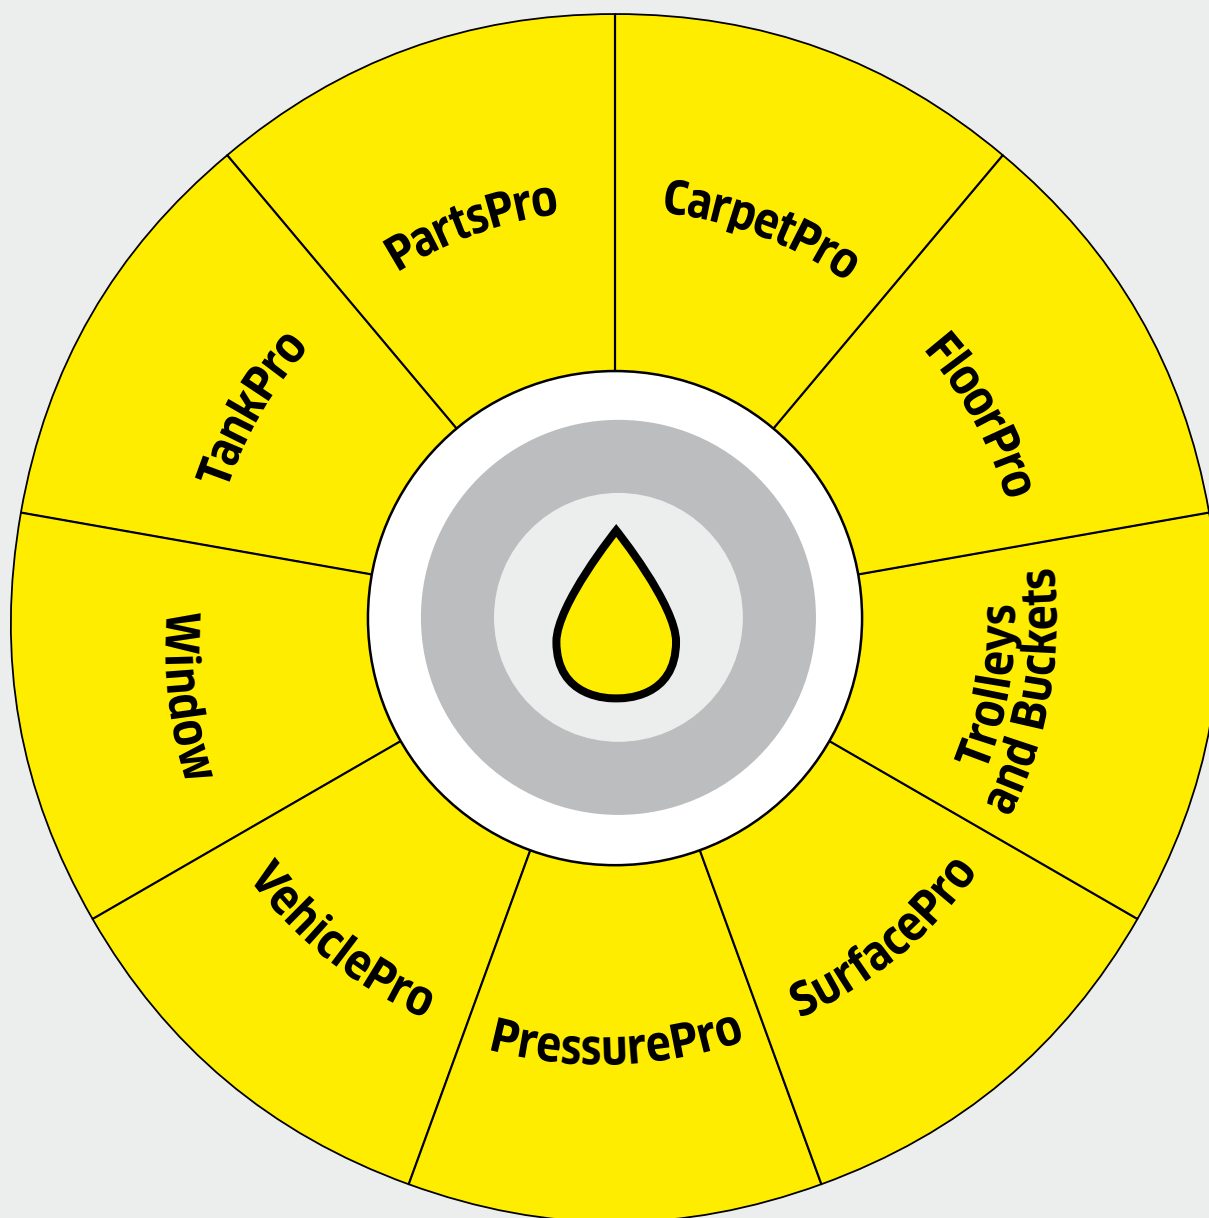 CarpetPro
FloorPro
Trolleys
and Buckets
SurfacePro
PressurePro
VehiclePro
Window
TankPro
PartsPro